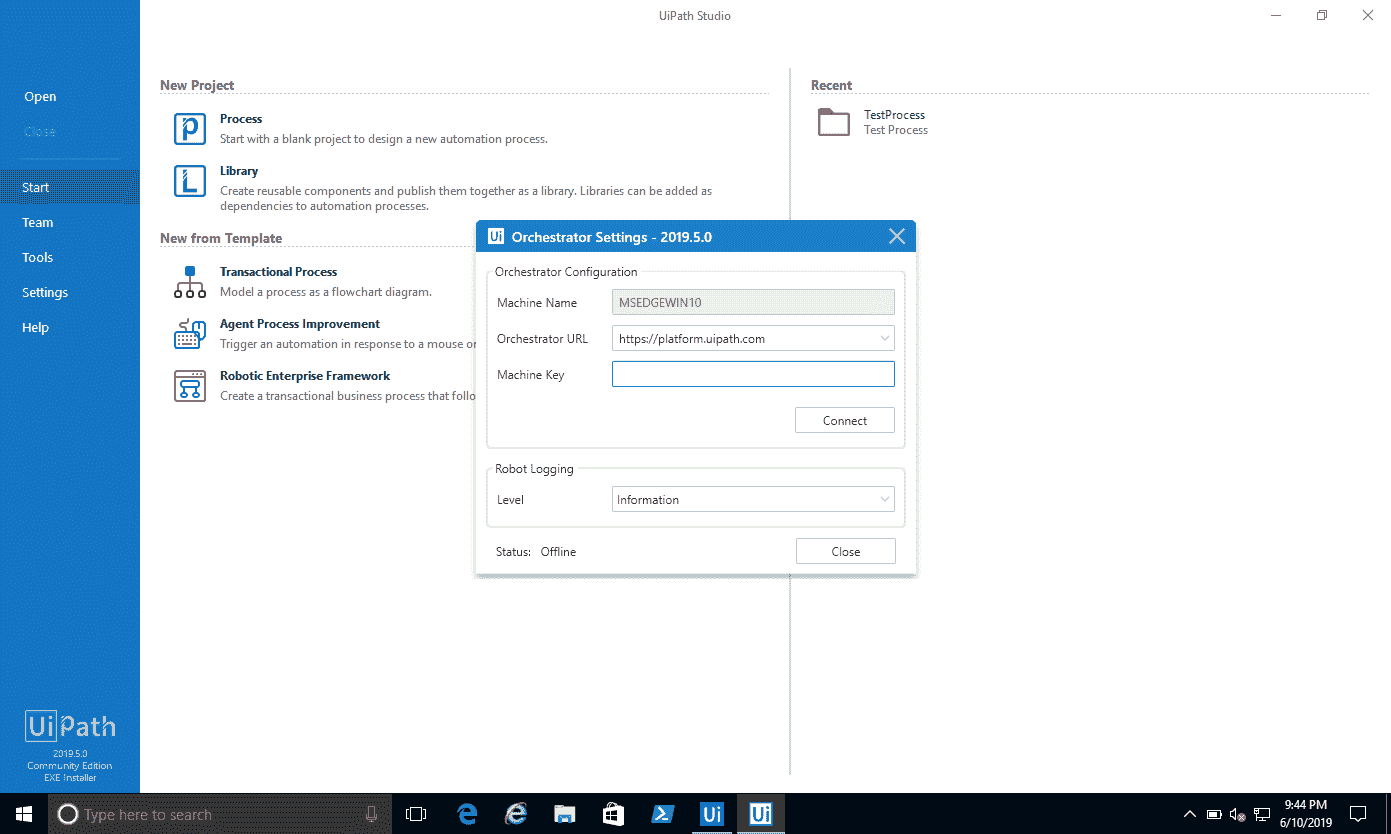 UiPath Studio
Open
Close
Start
Team
Tools
Settings
Help
New Project
Process
Start with a blank project to design a new automation process.
Library
Create reusable components and publish them together as a library. Libraries can be added as
dependencies to automation processes.
New from Template
Transactional Process
Model a process as a flowchart diagram.
Agent Process Improvement
Trigger an automation in response to a mouse or
Robotic Enterprise Framework
Create a transactional business process that follo
Recent
TestProcess
Test Process
Ui Orchestrator Settings - 2019.5.0
Orchestrator Configuration
Machine Name MSEDGEWIN10
Orchestrator URL https://platform.uipath.com
Machine Key
Connect
Robot Logging
Level Information
Status: Offline
Close
UiPath
2019.5.0
Community Edition
EXE Installer
Type here to search
Ui
Ui
9:44 PM
6/10/2019